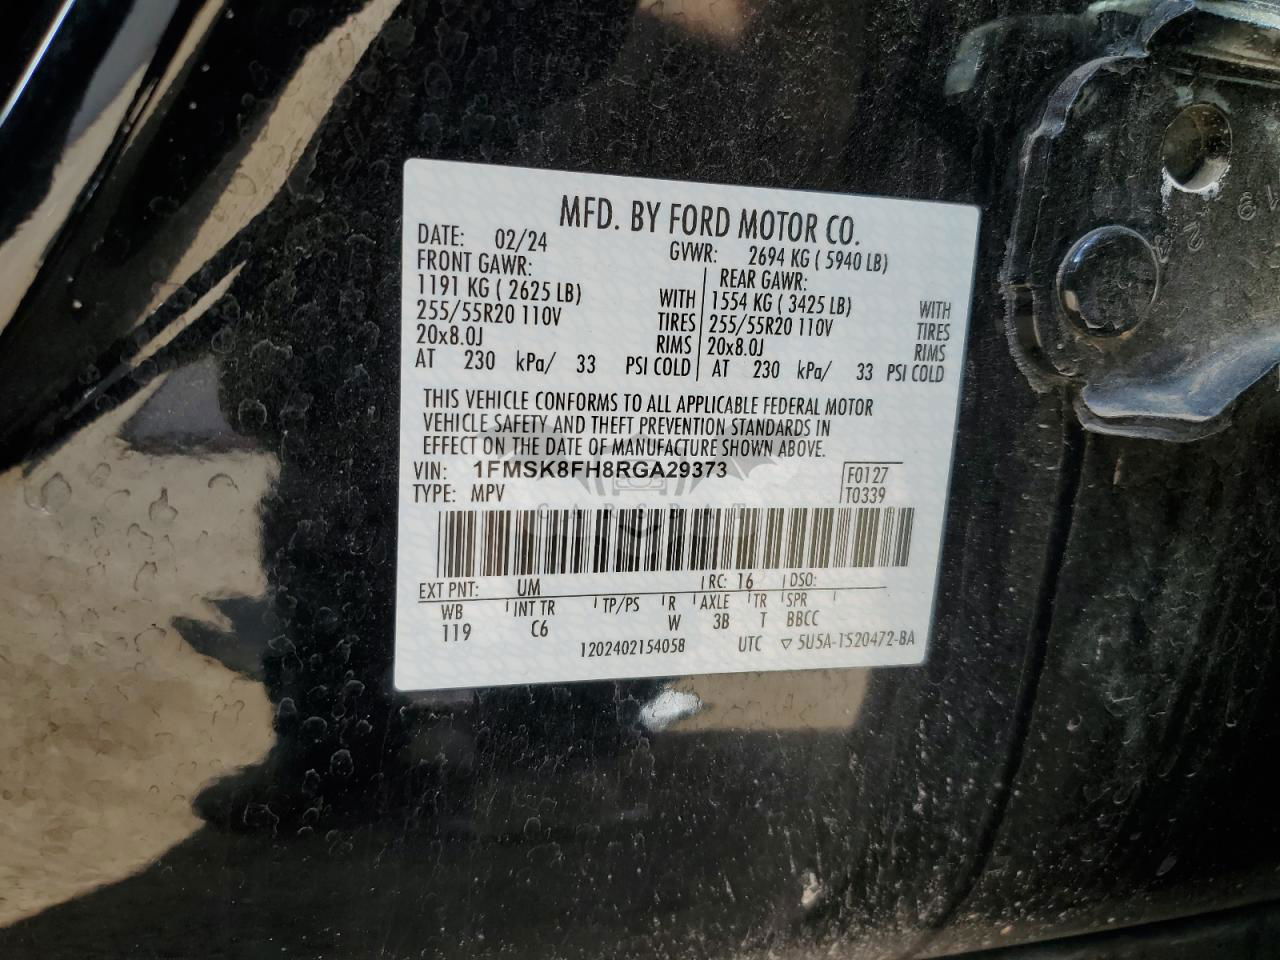 MFD. BY FORD MOTOR CO.
DATE: 02/24 GVWR: 2694 KG ( 5940 LB)
FRONT GAWR: REAR GAWR:
1191 KG ( 2625 LB) WITH 1554 KG ( 3425 LB) WITH
255/55R20 110V TIRES 255/55R20 110V TIRES
20x8.0J RIMS 20x8.0J RIMS
AT 230 kPa/ 33 PSI COLD AT 230 kPa/ 33 PSI COLD
THIS VEHICLE CONFORMS TO ALL APPLICABLE FEDERAL MOTOR
VEHICLE SAFETY AND THEFT PREVENTION STANDARDS IN
EFFECT ON THE DATE OF MANUFACTURE SHOWN ABOVE.
VIN: 1FMSK8FH8RGA29373 F0127
TYPE: MPV T0339
EXT PNT: UM RC: 16 DSO:
WB INT TR TP/PS R AXLE TR SPR
119 C6 W 3B T BBCC
1202402154058 UTC ▽ 5U5A-1520472-BA